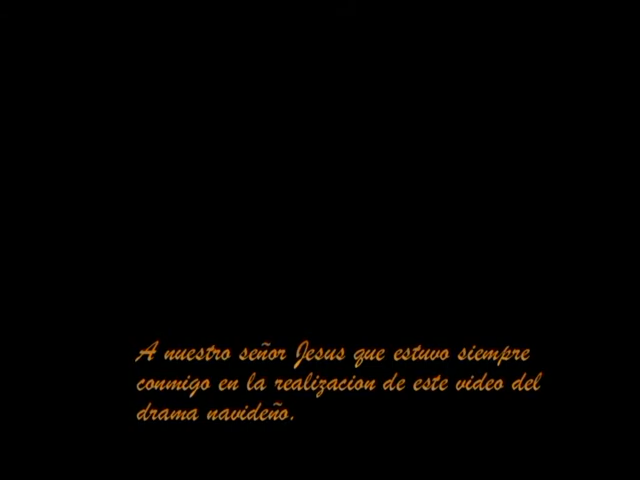 A nuestro señor Jesus que estuvo siempre
conmigo en la realizacion de este video del
drama navideño.